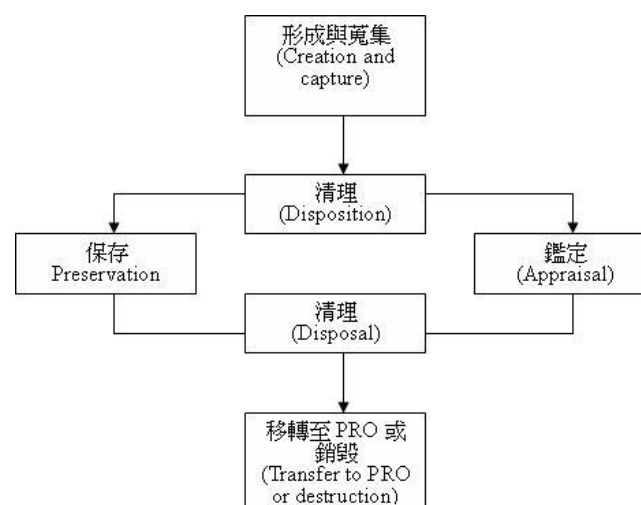 形成與蒐集
(Creation and
capture)
清理
(Disposition)
保存
Preservation
鑑定
(Appraisal)
清理
(Disposal)
移轉至 PRO 或
銷毀
(Transfer to PRO
or destruction)